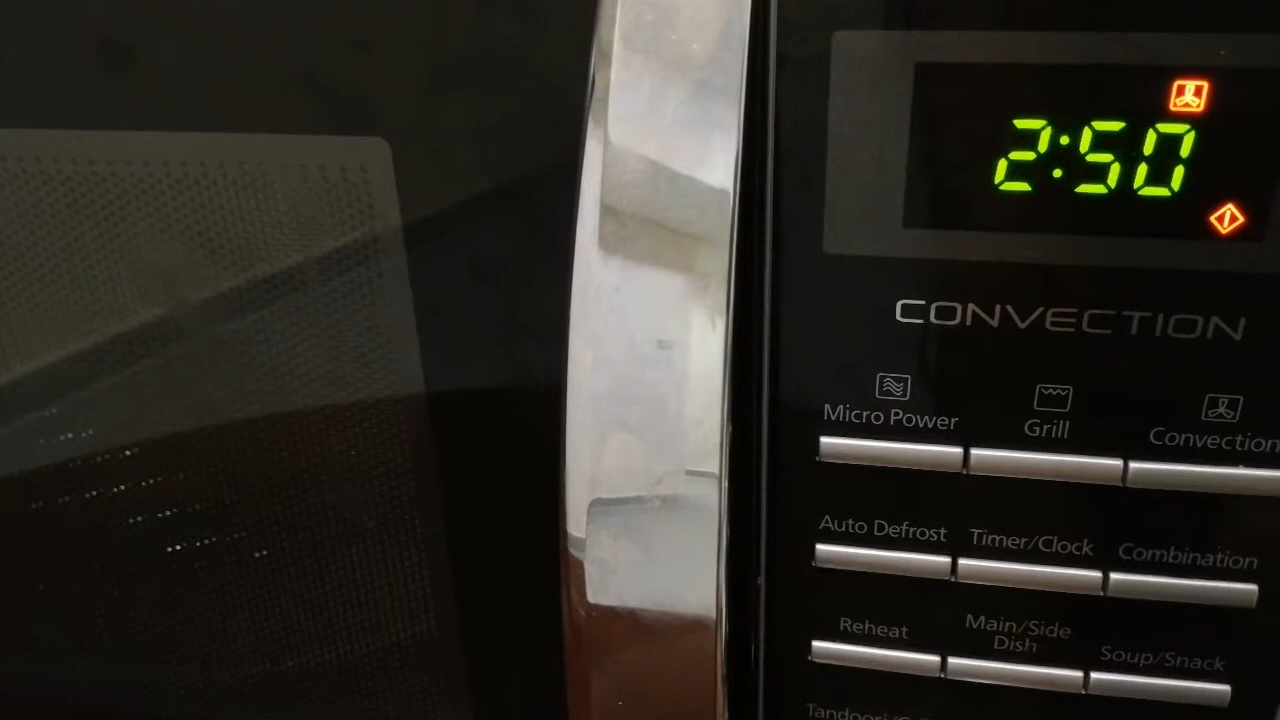 2:50
CONVECTION
Micro Power Grill Convection
Auto Defrost Timer/Clock Combination
Reheat Main/Side Dish Soup/Snack